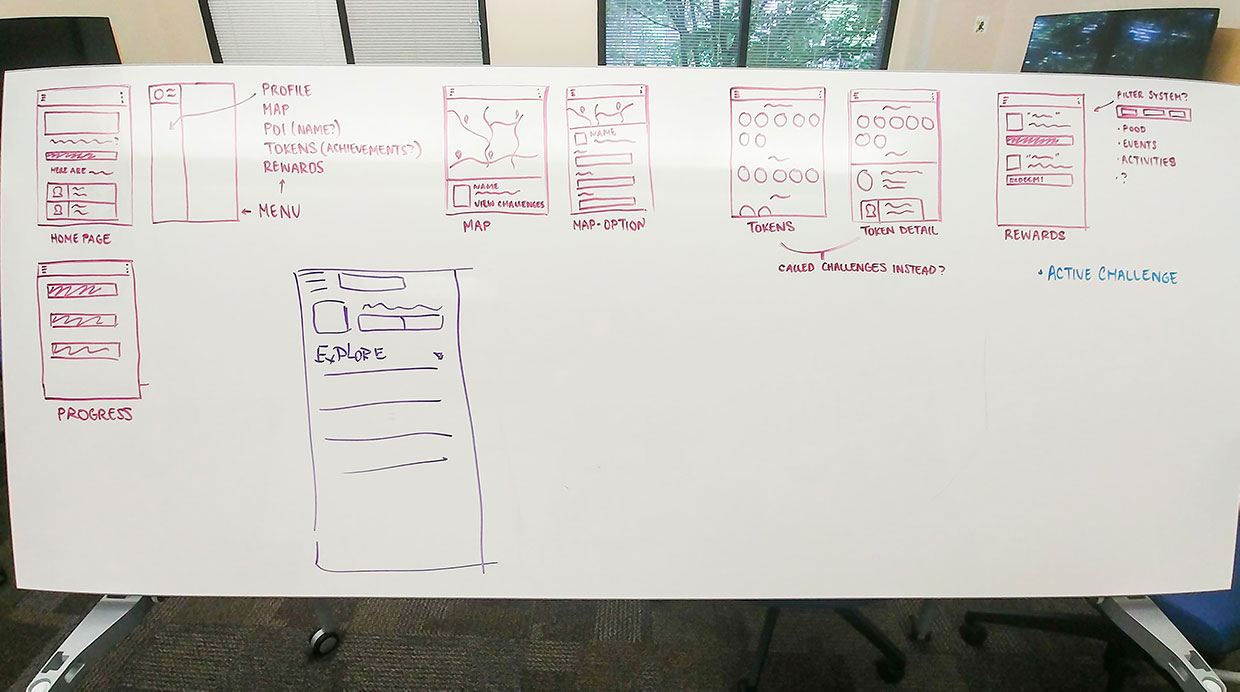 HERE ARE
HOME PAGE
PROFILE
MAP
POI (NAME?)
TOKENS (ACHIEVEMENTS?)
REWARDS
MENU
NAME
VIEW CHALLENGES
MAP
NAME
MAP-OPTION
TOKENS
TOKEN DETAIL
CALLED CHALLENGES INSTEAD?
REDEEM!
REWARDS
FILTER SYSTEM?
· FOOD
· EVENTS
· ACTIVITIES
· ?
· ACTIVE CHALLENGE
PROGRESS
EXPLORE